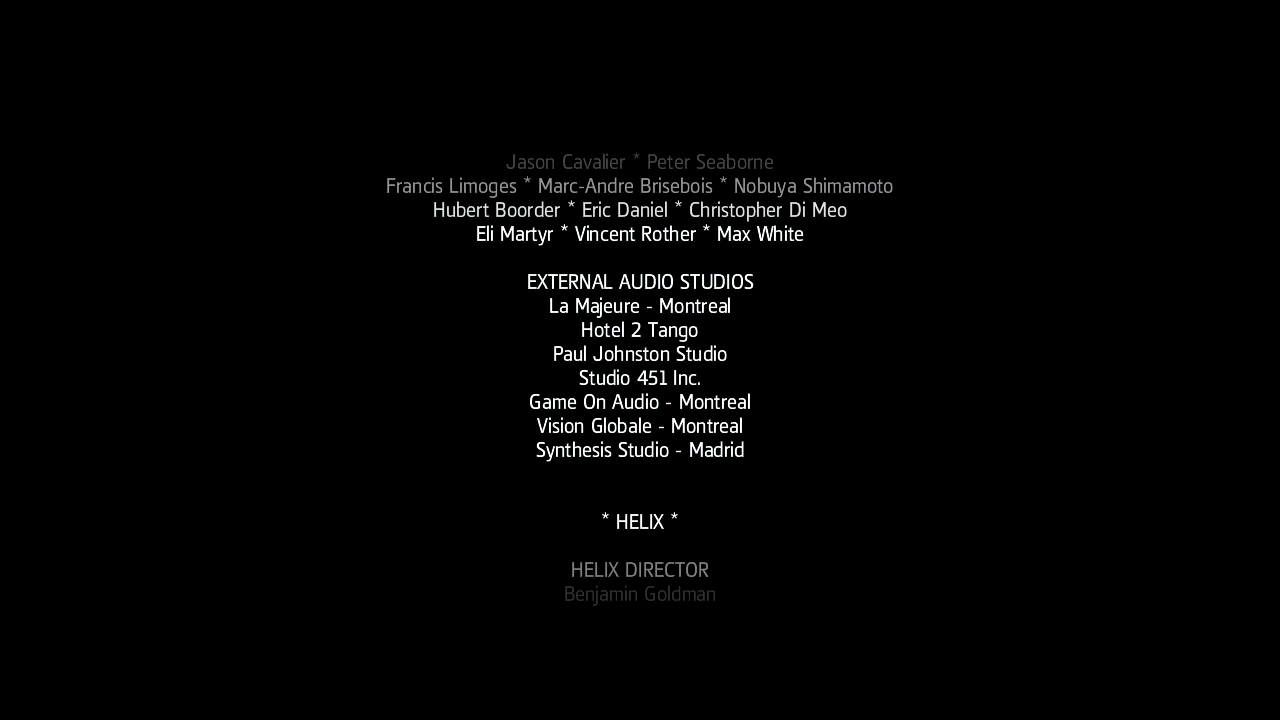 Jason Cavalier * Peter Seaborne
Francis Limoges * Marc-Andre Brisebois * Nobuya Shimamoto
Hubert Boorder * Eric Daniel * Christopher Di Meo
Eli Martyr * Vincent Rother * Max White
EXTERNAL AUDIO STUDIOS
La Majeure - Montreal
Hotel 2 Tango
Paul Johnston Studio
Studio 451 Inc.
Game On Audio - Montreal
Vision Globale - Montreal
Synthesis Studio - Madrid
* HELIX *
HELIX DIRECTOR
Benjamin Goldman